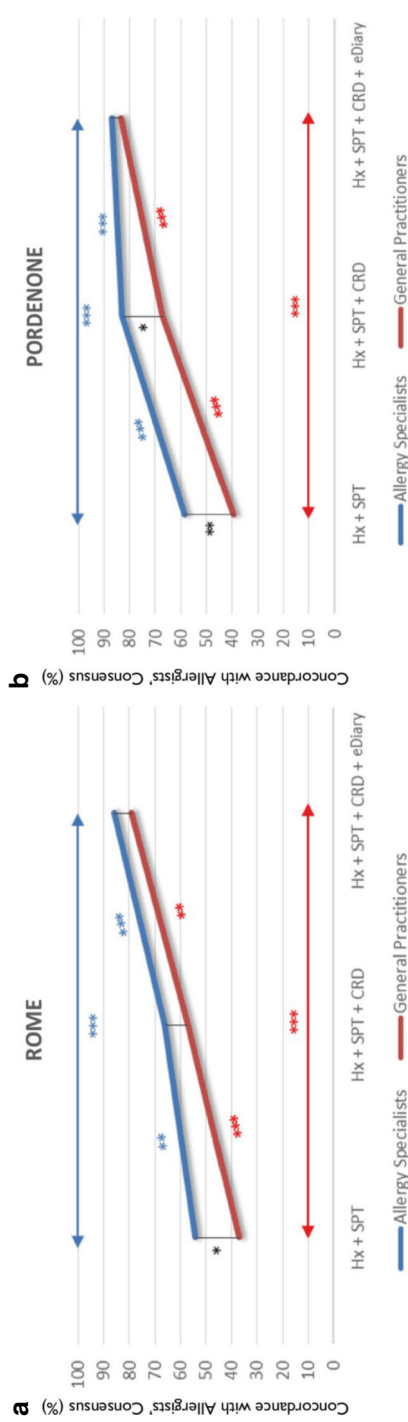 a
ROME
Concordance with Allergists' Consensus (%)
100
90
80
70
60
50
40
30
20
10
0
***
**
***
*
***
**
***
Hx + SPT
Hx + SPT + CRD
Hx + SPT + CRD + eDiary
Allergy Specialists
General Practitioners
b
PORDENONE
Concordance with Allergists' Consensus (%)
100
90
80
70
60
50
40
30
20
10
0
***
***
***
**
*
***
***
***
Hx + SPT
Hx + SPT + CRD
Hx + SPT + CRD + eDiary
Allergy Specialists
General Practitioners